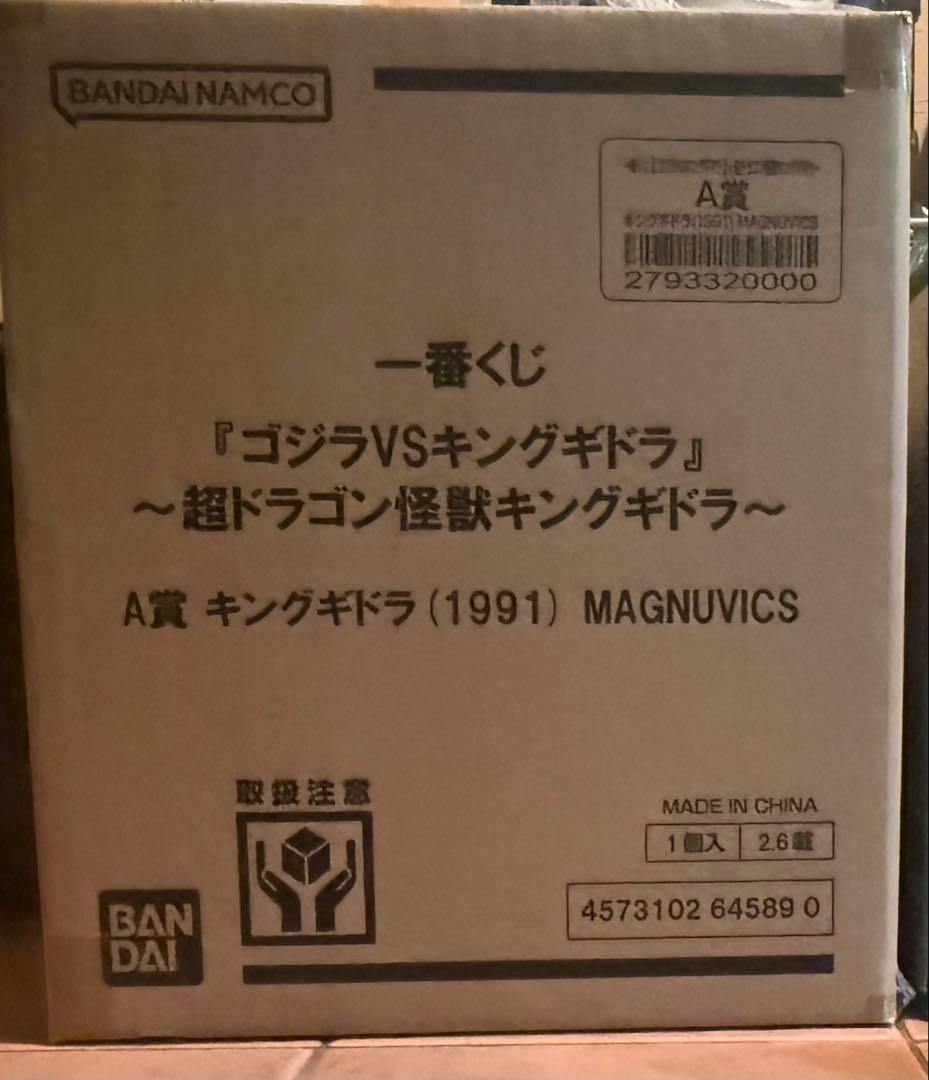 BANDAI NAMCO
A賞
キングギドラ(1991) MAGNUVICS
2793320000
一番くじ
『ゴジラVSキングギドラ』
～超ドラゴン怪獣キングギドラ～
A賞 キングギドラ(1991) MAGNUVICS
取扱注意
MADE IN CHINA
1個入 2.6才
4573102 64589 0
BAN
DAI